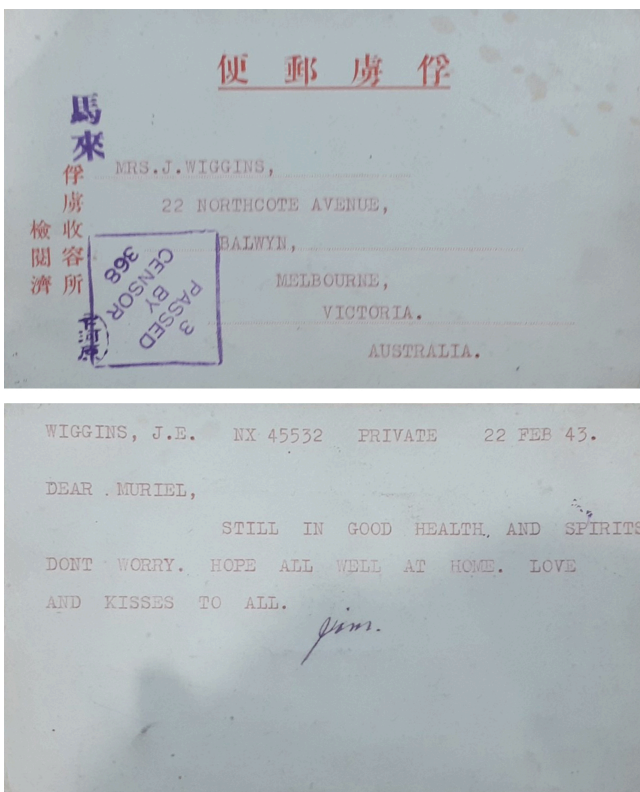 便郵虜俘
馬來
俘虜收容所
檢閲濟
MRS.J.WIGGINS,
22 NORTHCOTE AVENUE,
BALWYN,
MELBOURNE,
VICTORIA.
AUSTRALIA.
3
PASSED
BY
CENSOR
368
WIGGINS, J.E. NX 45532 PRIVATE 22 FEB 43.
DEAR MURIEL,
STILL IN GOOD HEALTH, AND SPIRITS
DONT WORRY. HOPE ALL WELL AT HOME. LOVE
AND KISSES TO ALL.
Jim.